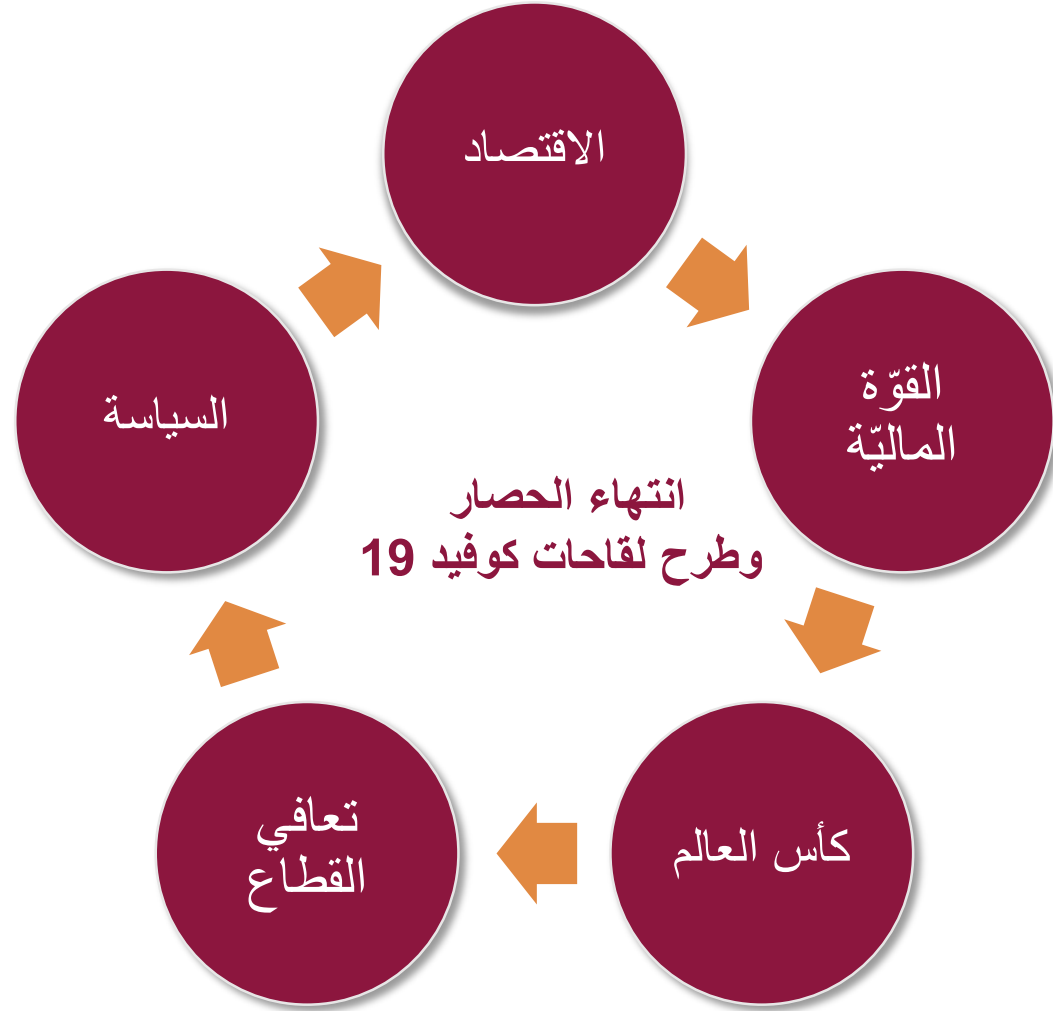 الاقتصاد
القوّة
الماليّة
كأس العالم
تعافي
القطاع
السياسة
انتهاء الحصار
وطرح لقاحات كوفيد 19